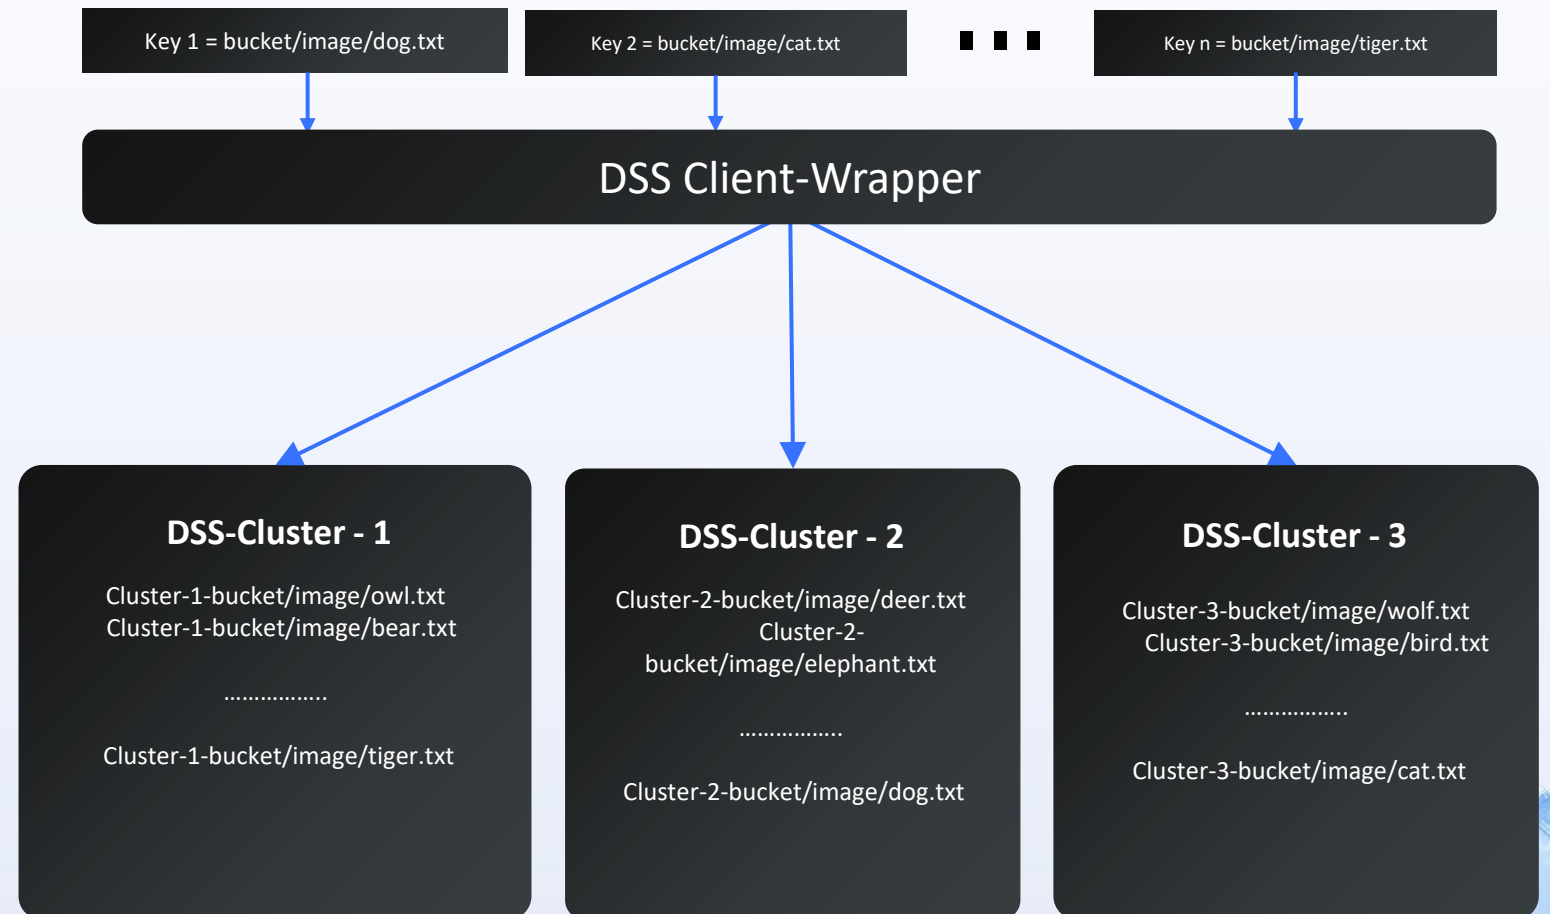 Key 1 = bucket/image/dog.txt
Key 2 = bucket/image/cat.txt
Key n = bucket/image/tiger.txt
DSS Client-Wrapper
DSS-Cluster - 1
Cluster-1-bucket/image/owl.txt
Cluster-1-bucket/image/bear.txt
……………..
Cluster-1-bucket/image/tiger.txt
DSS-Cluster - 2
Cluster-2-bucket/image/deer.txt
Cluster-2-
bucket/image/elephant.txt
……………..
Cluster-2-bucket/image/dog.txt
DSS-Cluster - 3
Cluster-3-bucket/image/wolf.txt
Cluster-3-bucket/image/bird.txt
……………..
Cluster-3-bucket/image/cat.txt